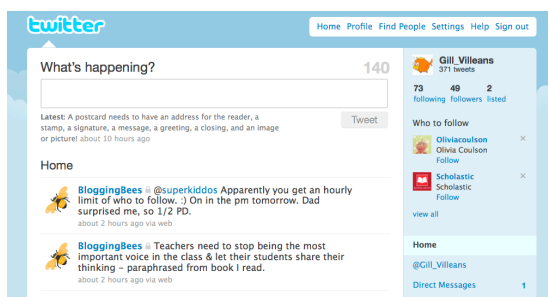 twitter
Home Profile Find People Settings Help Sign out
What's happening?
140
Latest: A postcard needs to have an address for the reader, a
stamp, a signature, a message, a greeting, a closing, and an image
or picture! about 10 hours ago
Tweet
Home
BloggingBees @superkiddos Apparently you get an hourly
limit of who to follow. :) On in the pm tomorrow. Dad
surprised me, so 1/2 PD.
about 2 hours ago via web
BloggingBees Teachers need to stop being the most
important voice in the class & let their students share their
thinking – paraphrased from book I read.
about 2 hours ago via web
Gill_Villeans
371 tweets
73 49 2
following followers listed
Who to follow
Oliviacoulson ×
Olivia Coulson
Follow
Scholastic ×
Scholastic
Follow
view all
Home
@Gill_Villeans
Direct Messages 1